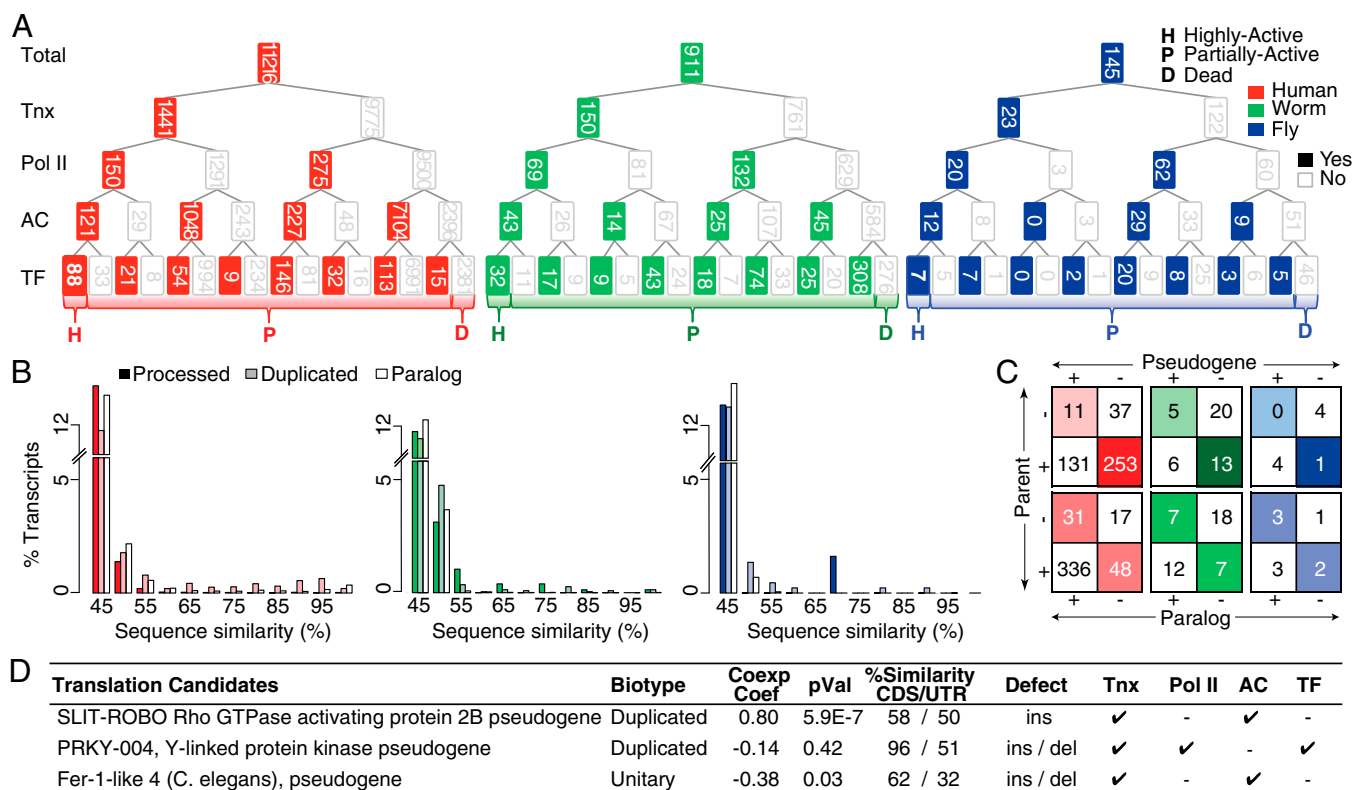 A
H Highly-Active
P Partially-Active
D Dead
Human
Worm
Fly
Yes
No
Total 11216 911 145
Tnx 1441 9775 150 761 23 122
Pol II 150 1291 275 9500 69 81 132 629 20 3 62 60
AC 121 29 1048 243 227 48 7104 2396 43 26 14 67 25 107 45 584 12 8 0 3 29 33 9 51
TF 88 33 21 8 54 994 9 234 146 81 32 16 113 6991 15 2381 32 11 17 9 9 5 43 24 18 7 74 33 25 20 308 276 7 5 7 1 0 0 2 1 20 9 8 25 3 6 5 46
H P D H P D H P D
B
Processed Duplicated Paralog
% Transcripts
12 5 0
12 5 0
12 5 0
45 55 65 75 85 95
45 55 65 75 85 95
45 55 65 75 85 95
Sequence similarity (%)
Sequence similarity (%)
Sequence similarity (%)
C
Pseudogene
+ - + - + -
Parent
- 11 37 5 20 0 4
+ 131 253 6 13 4 1
- 31 17 7 18 3 1
+ 336 48 12 7 3 2
+ - + - + -
Paralog
D
Translation Candidates Biotype Coexp Coef pVal %Similarity CDS/UTR Defect Tnx Pol II AC TF
SLIT-ROBO Rho GTPase activating protein 2B pseudogene Duplicated 0.80 5.9E-7 58 / 50 ins ✔ - ✔ -
PRKY-004, Y-linked protein kinase pseudogene Duplicated -0.14 0.42 96 / 51 ins / del ✔ ✔ - ✔
Fer-1-like 4 (C. elegans), pseudogene Unitary -0.38 0.03 62 / 32 ins / del ✔ - ✔ -